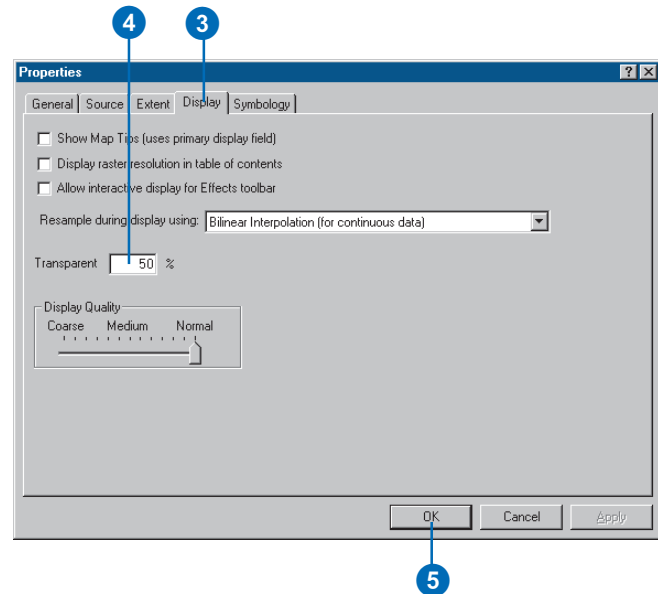 4 3
Properties ? ×
General Source Extent Display Symbology
Show Map Tips (uses primary display field)
Display raster resolution in table of contents
Allow interactive display for Effects toolbar
Resample during display using: Bilinear Interpolation (for continuous data)
Transparent 50 %
Display Quality
Coarse Medium Normal
OK Cancel Apply
5